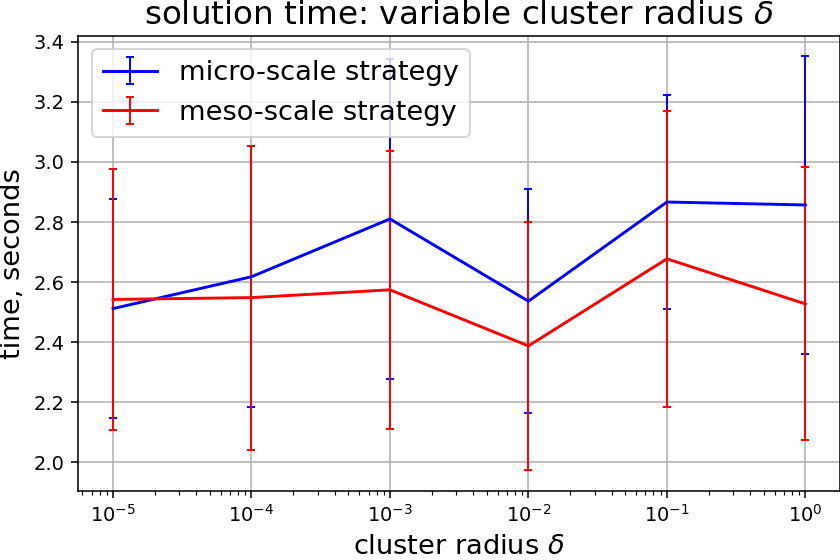 solution time: variable cluster radius δ
micro-scale strategy
meso-scale strategy
time, seconds
3.4
3.2
3.0
2.8
2.6
2.4
2.2
2.0
10⁻⁵ 10⁻⁴ 10⁻³ 10⁻² 10⁻¹ 10⁰
cluster radius δ